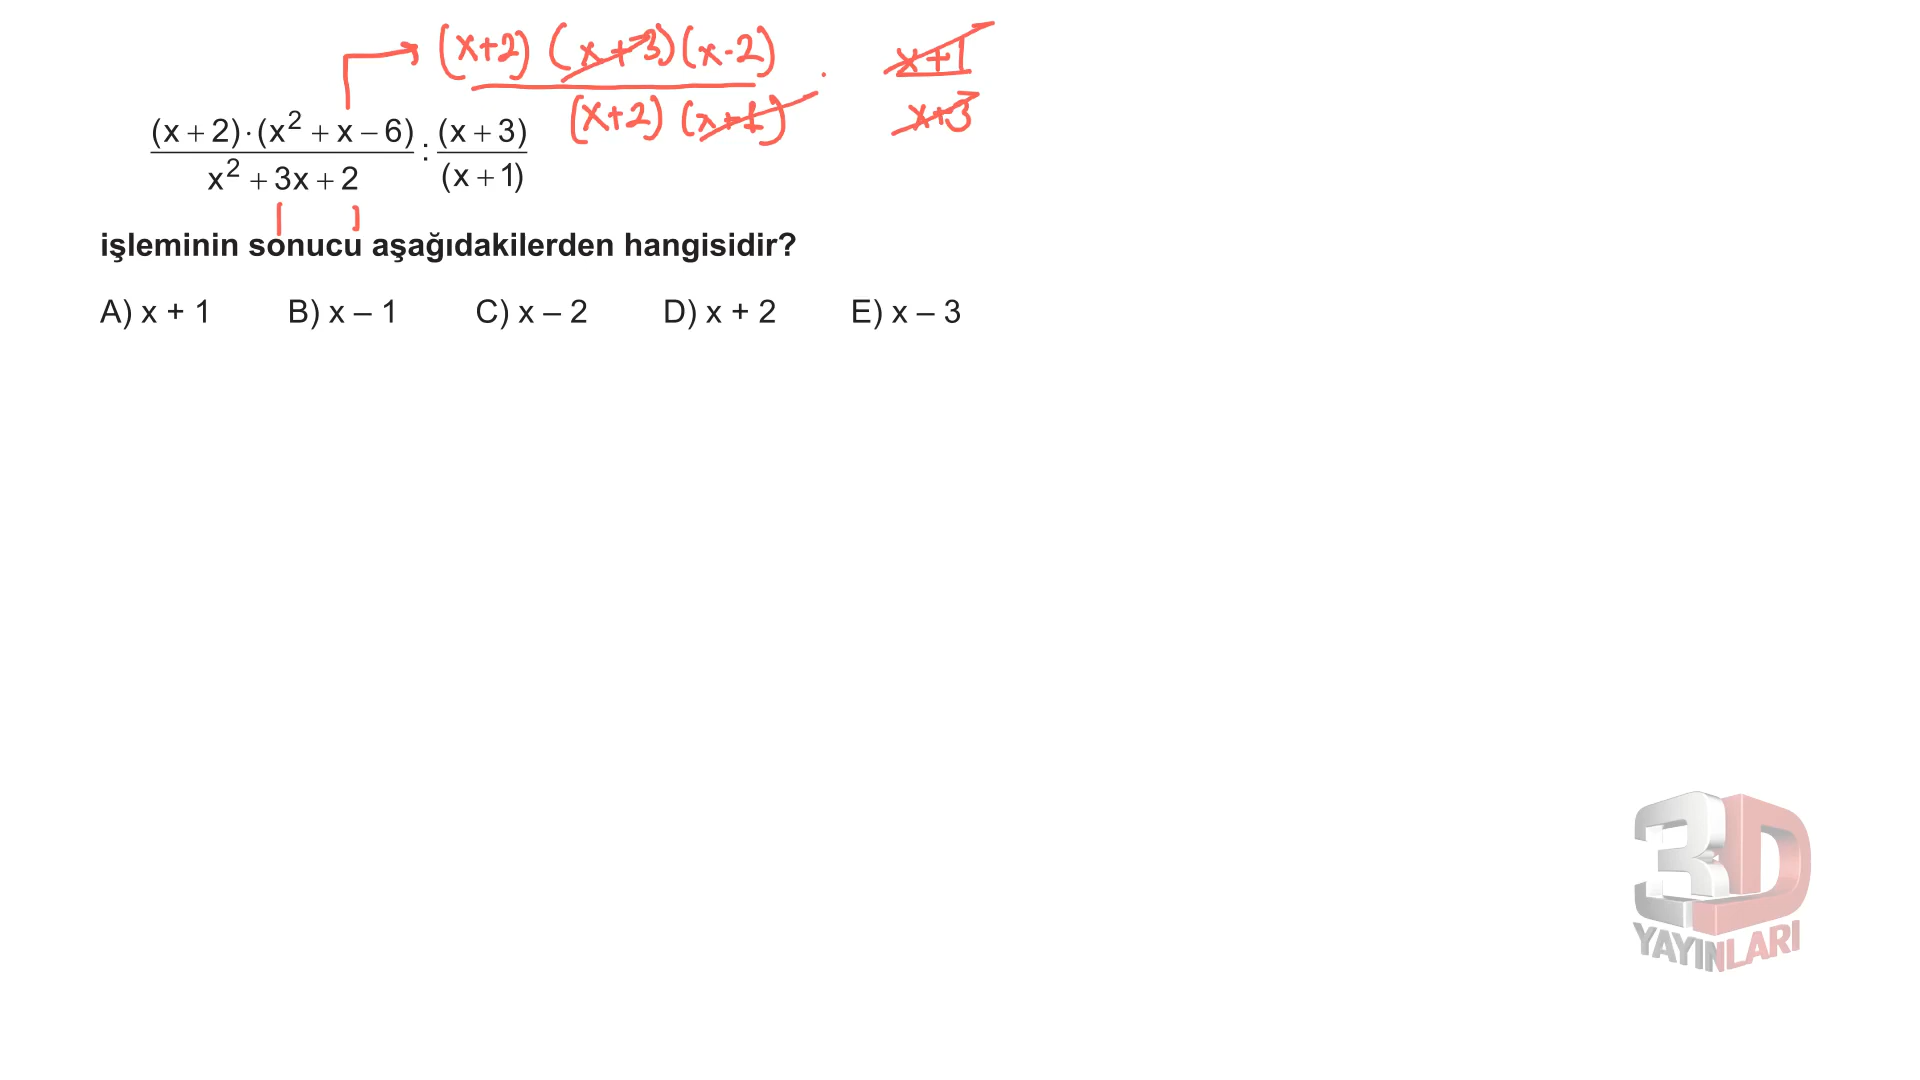 (x+2) (x+3)(x-2) . x+1
(x+2) (x+1) x+3
(x + 2) · (x² + x – 6) : (x + 3)
x² + 3x + 2 (x + 1)
işleminin sonucu aşağıdakilerden hangisidir?
A) x + 1 B) x – 1 C) x – 2 D) x + 2 E) x – 3
3D
YAYINLARI